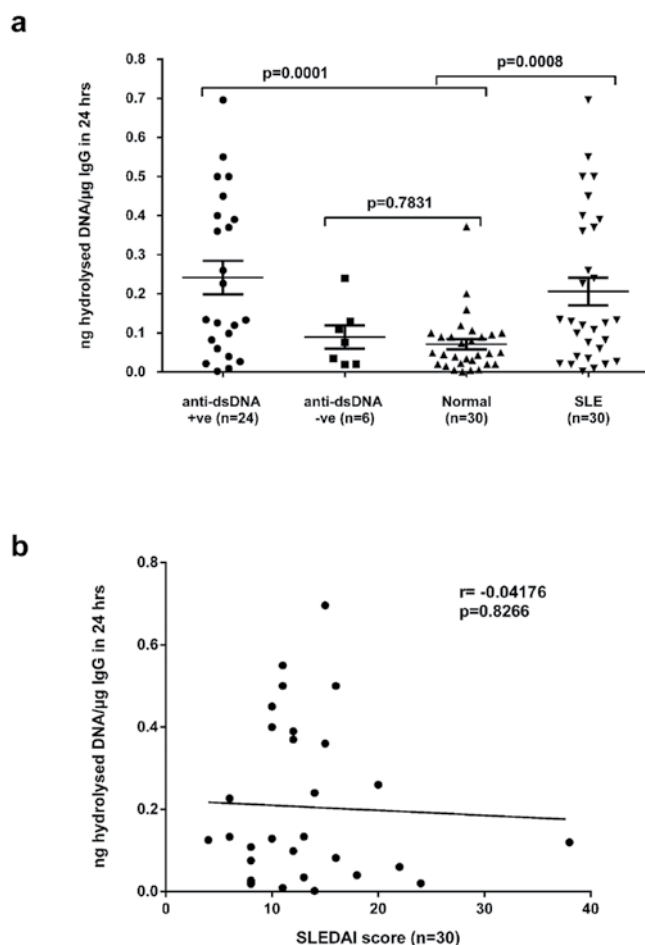 a
p=0.0001
p=0.0008
p=0.7831
ng hydrolysed DNA/µg IgG in 24 hrs
0.8
0.7
0.6
0.5
0.4
0.3
0.2
0.1
0.0
anti-dsDNA +ve (n=24)
anti-dsDNA -ve (n=6)
Normal (n=30)
SLE (n=30)
b
r= -0.04176
p=0.8266
ng hydrolysed DNA/µg IgG in 24 hrs
0.8
0.6
0.4
0.2
0.0
0 10 20 30 40
SLEDAI score (n=30)